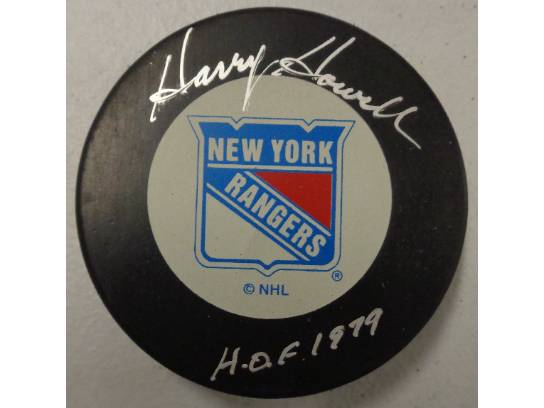 Harry Howell
NEW YORK
RANGERS
®
© NHL
H.O.F. 1979